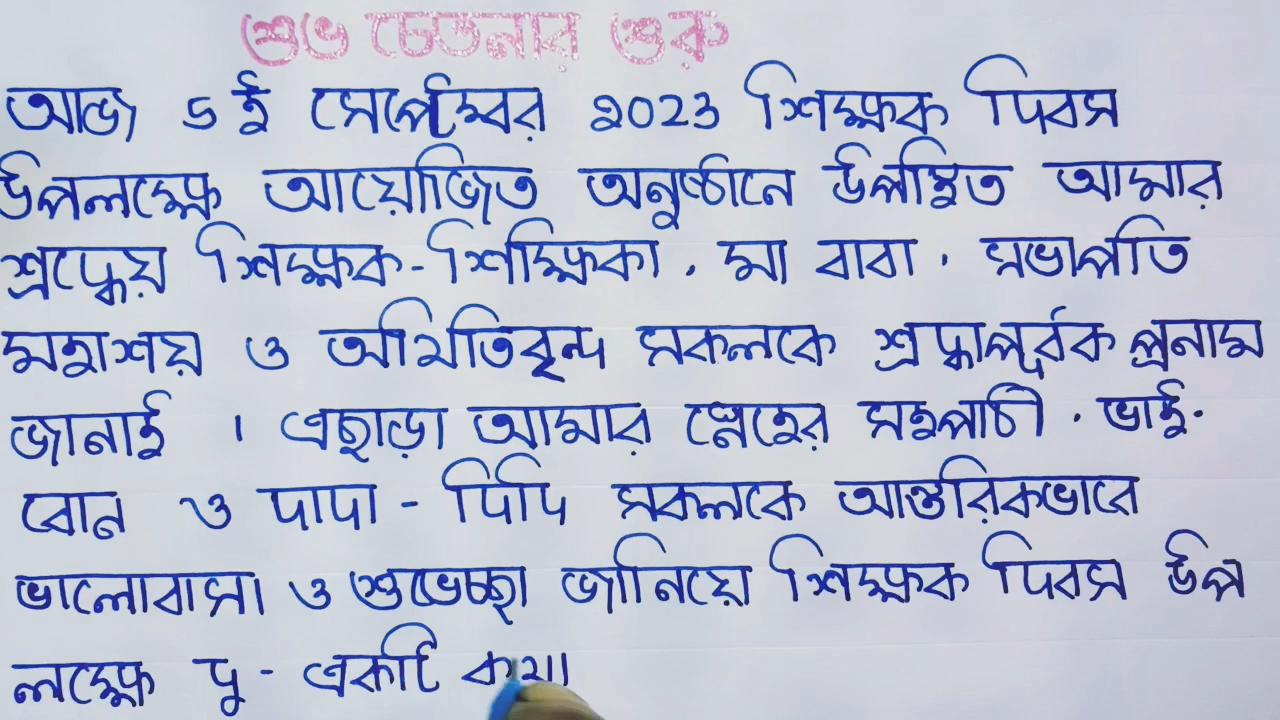 শুভ চেতনার শুরু
আজ 5ই সেপ্টেম্বর 2023 শিক্ষক দিবস
উপলক্ষে আয়োজিত অনুষ্ঠানে উপস্থিত আমার
শ্রদ্ধেয় শিক্ষক-শিক্ষিকা, মা বাবা, সভাপতি
মহাশয় ও অতিথিবৃন্দ সকলকে শ্রদ্ধাপূর্বক প্রনাম
জানাই । এছাড়া আমার স্নেহের সহপাঠী, ভাই-
বোন ও দাদা - দিদি সকলকে আন্তরিকভাবে
ভালোবাসা ও শুভেচ্ছা জানিয়ে শিক্ষক দিবস উপ
লক্ষে দু - একটি কথা